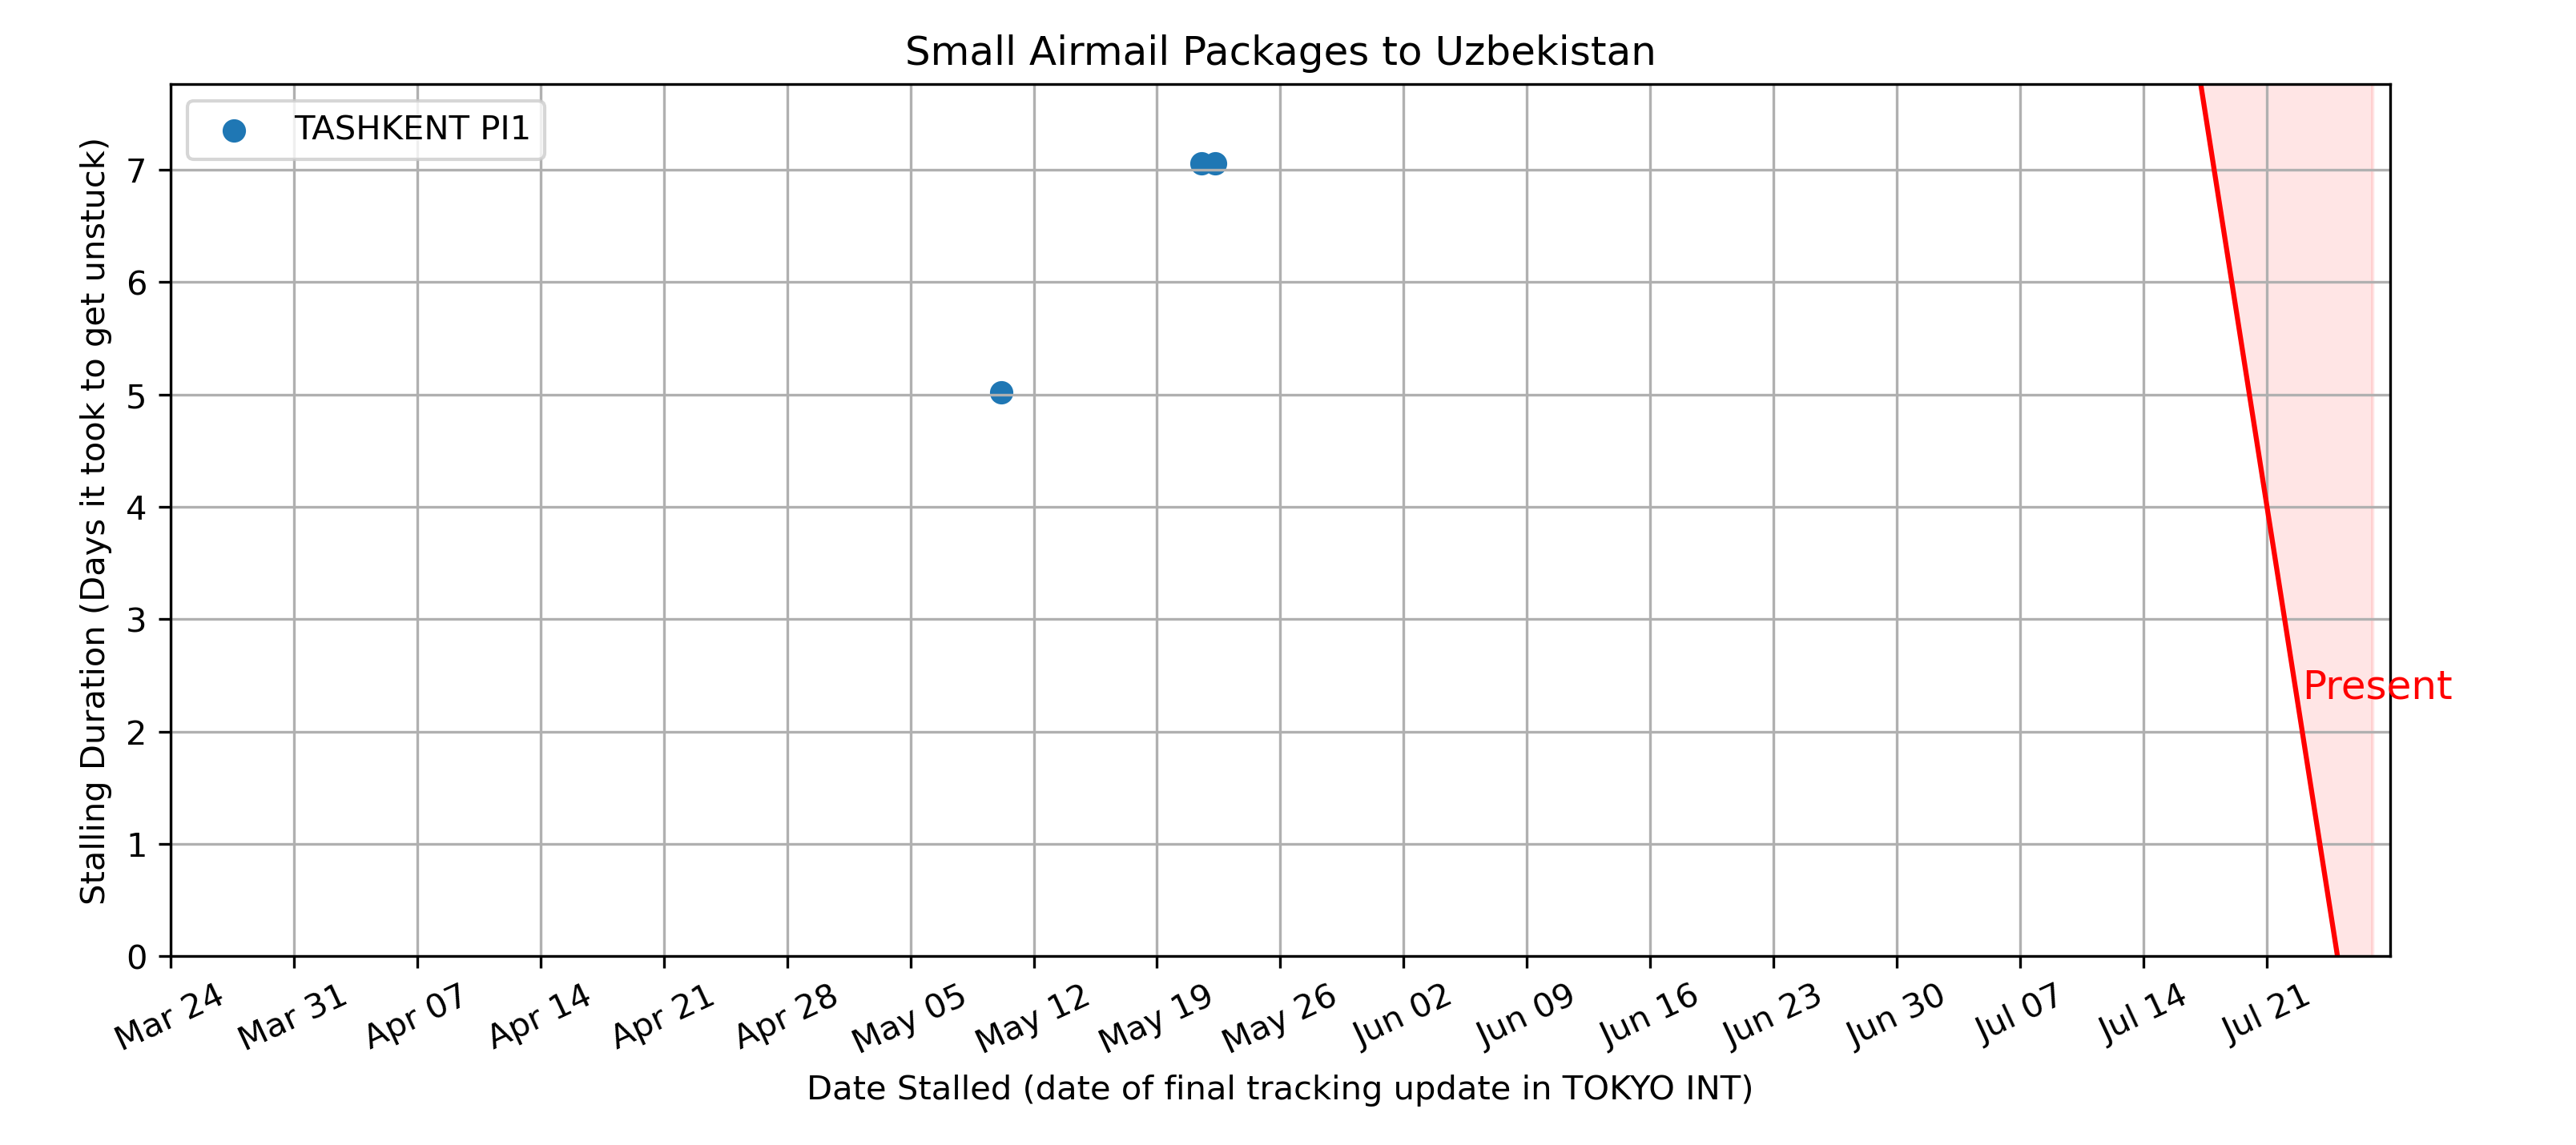 Small Airmail Packages to Uzbekistan
TASHKENT PI1
Stalling Duration (Days it took to get unstuck)
7
6
5
4
3
2
1
0
Present
Mar 24 Mar 31 Apr 07 Apr 14 Apr 21 Apr 28 May 05 May 12 May 19 May 26 Jun 02 Jun 09 Jun 16 Jun 23 Jun 30 Jul 07 Jul 14 Jul 21
Date Stalled (date of final tracking update in TOKYO INT)